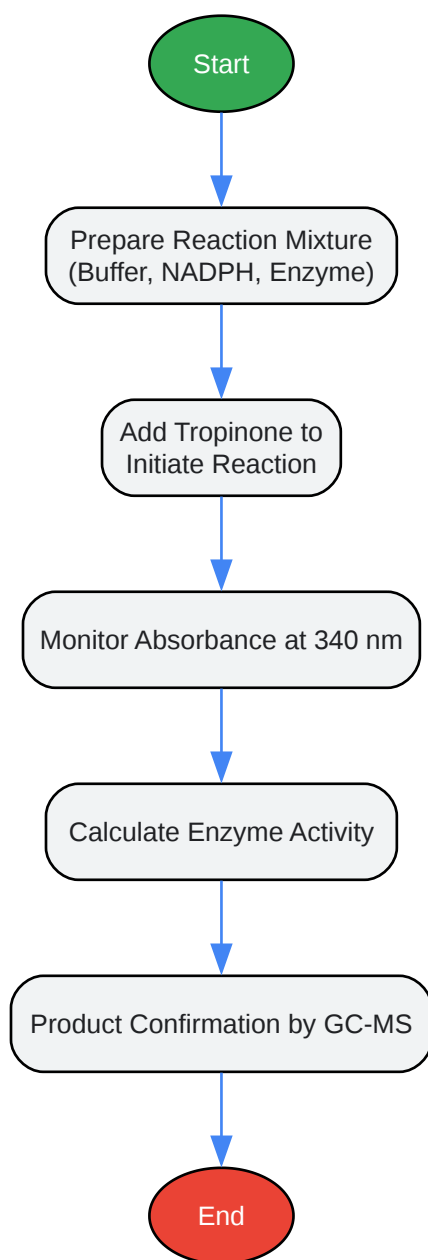 Start
Prepare Reaction Mixture
(Buffer, NADPH, Enzyme)
Add Tropinone to
Initiate Reaction
Monitor Absorbance at 340 nm
Calculate Enzyme Activity
Product Confirmation by GC-MS
End